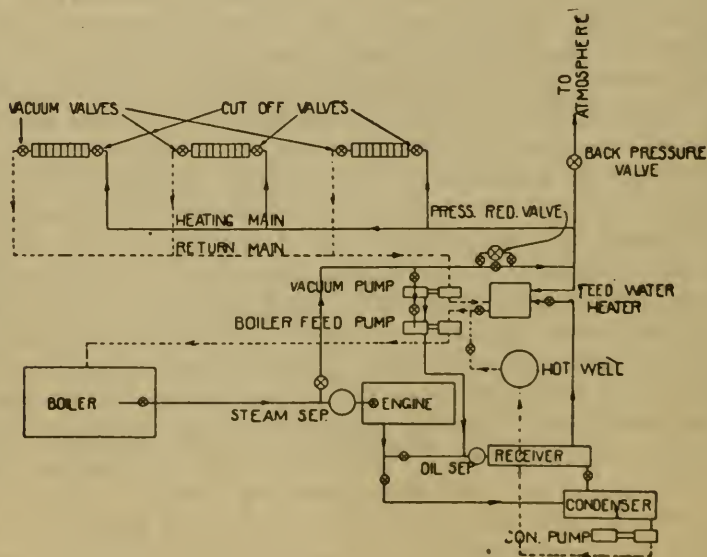 TO
ATMOSPHERE
VACUUM VALVES
CUT OFF VALVES
BACK PRESSURE
VALVE
PRESS. RED. VALVE
HEATING MAIN
RETURN MAIN
VACUUM PUMP
FEED WATER
HEATER
BOILER FEED PUMP
HOT WELL
BOILER
STEAM SEP.
ENGINE
OIL SEP
RECEIVER
CONDENSER
CON. PUMP